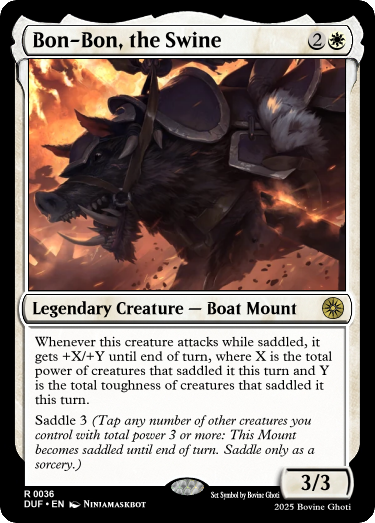 Bon-Bon, the Swine 2
Legendary Creature — Boat Mount
Whenever this creature attacks while saddled, it
gets +X/+Y until end of turn, where X is the total
power of creatures that saddled it this turn and Y
is the total toughness of creatures that saddled it
this turn.
Saddle 3 (Tap any number of other creatures you
control with total power 3 or more: This Mount
becomes saddled until end of turn. Saddle only as a
sorcery.)
3/3
R 0036
DUF • EN Ninjamaskbot
Set Symbol by Bovine Ghoti
2025 Bovine Ghoti